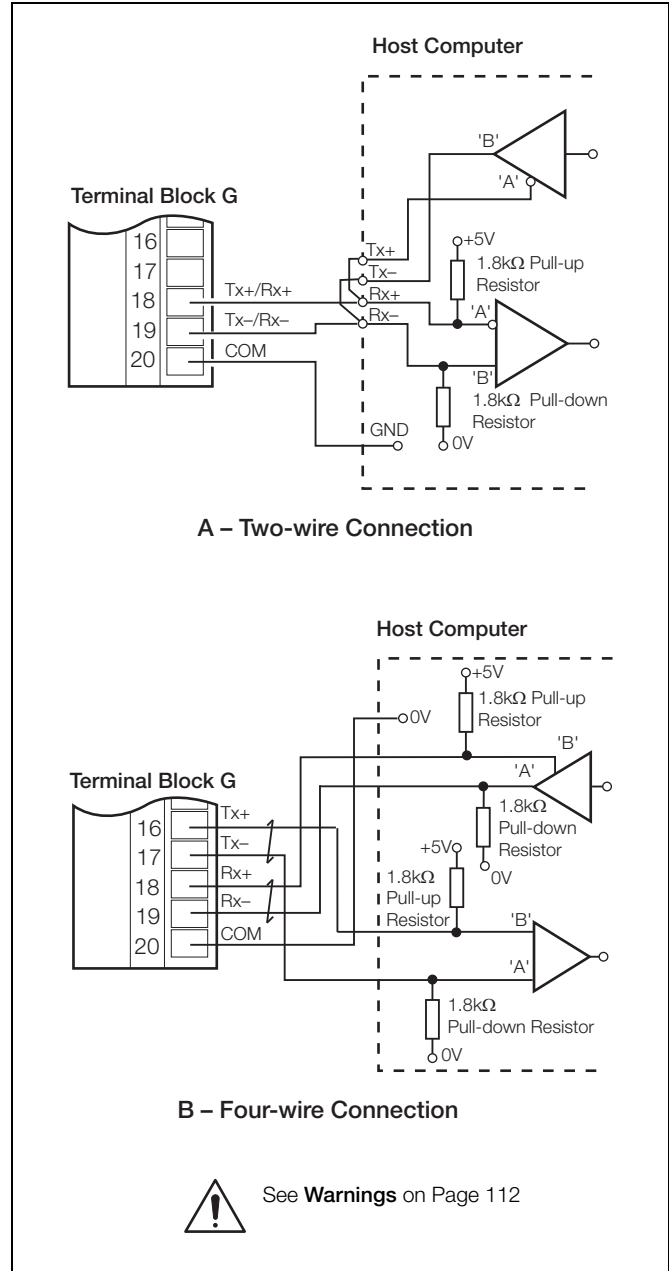 Host Computer
'B'
'A'
Terminal Block G
16
17
18
19
20
Tx+/Rx+
Tx–/Rx–
COM
Tx+
Tx–
Rx+
Rx–
GND
+5V
1.8kΩ Pull-up
Resistor
'A'
'B'
1.8kΩ Pull-down
Resistor
0V
A – Two-wire Connection
Host Computer
+5V
1.8kΩ Pull-up
Resistor
0V
'B'
'A'
Terminal Block G
16
17
18
19
20
Tx+
Tx–
Rx+
Rx–
COM
1.8kΩ
Pull-down
Resistor
0V
+5V
1.8kΩ
Pull-up
Resistor
'B'
'A'
1.8kΩ
Pull-down Resistor
0V
B – Four-wire Connection
See Warnings on Page 112